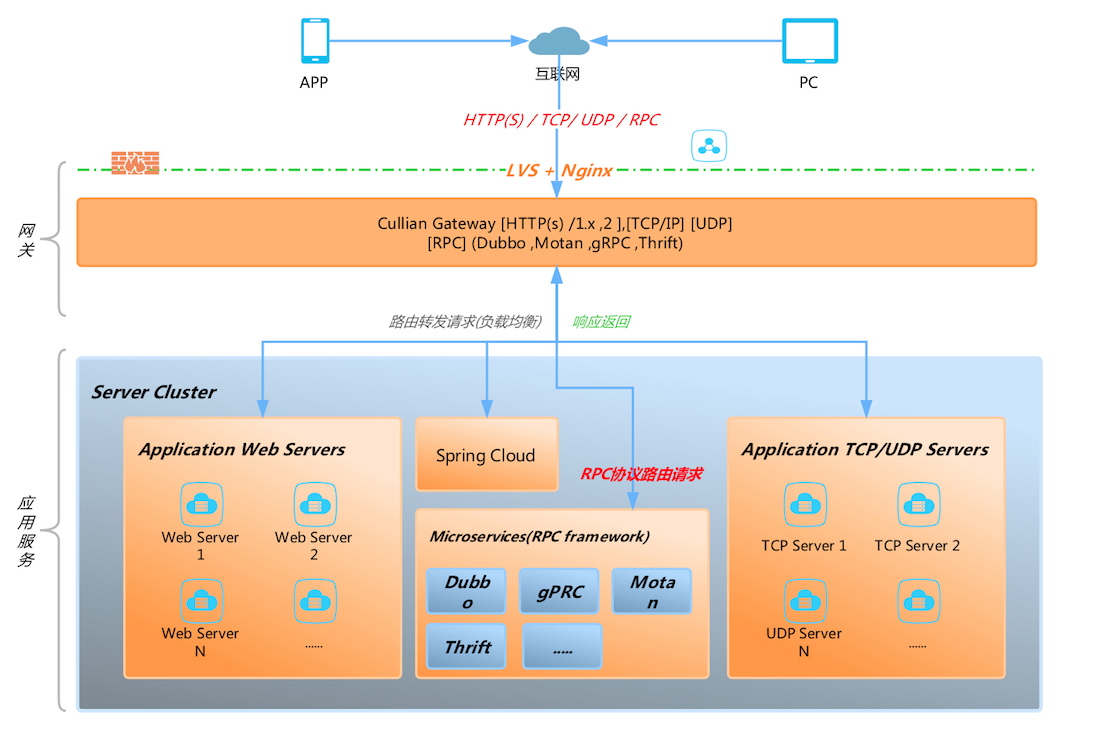 APP
互联网
PC
HTTP(S) / TCP/ UDP / RPC
LVS + Nginx
网关
Cullian Gateway [HTTP(s) /1.x ,2 ],[TCP/IP] [UDP]
[RPC] (Dubbo ,Motan ,gRPC ,Thrift)
路由转发请求(负载均衡)
响应返回
应用服务
Server Cluster
Application Web Servers
Web Server
1
Web Server
2
Web Server
N
......
Spring Cloud
RPC协议路由请求
Microservices(RPC framework)
Dubb
o
gPRC
Mota
n
Thrift
.....
Application TCP/UDP Servers
TCP Server 1
TCP Server 2
UDP Server
N
......